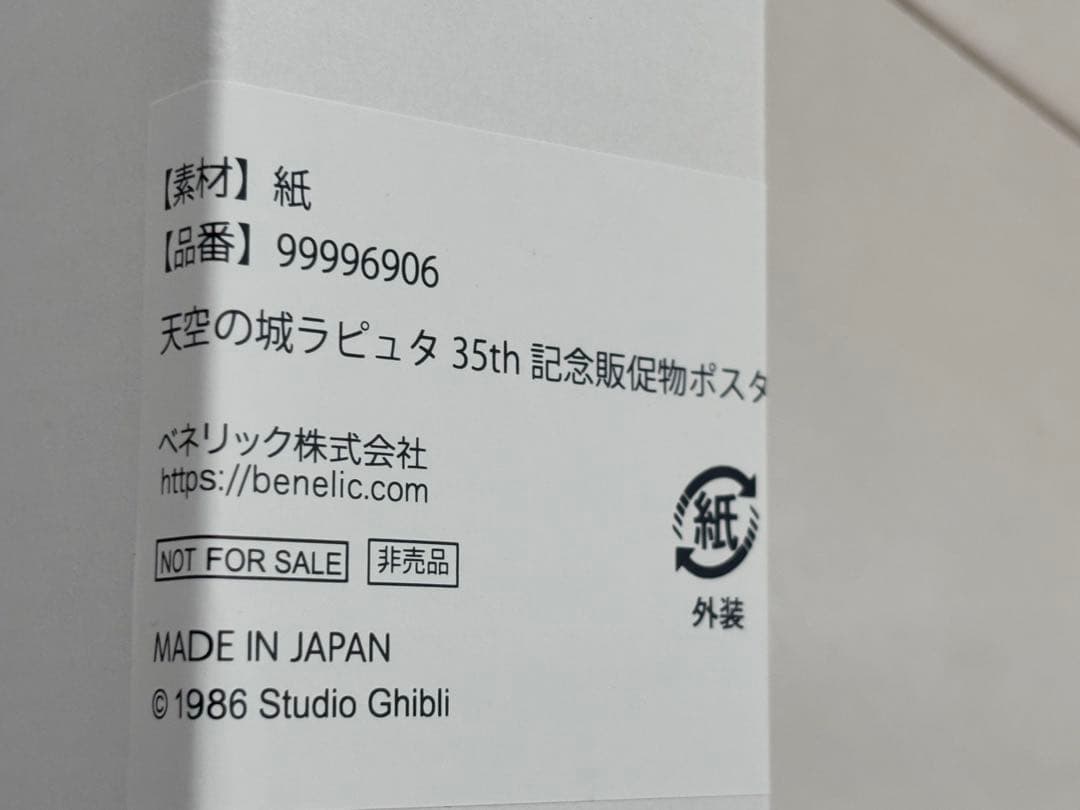 【素材】紙
【品番】99996906
天空の城ラピュタ 35th 記念販促物ポスタ
ベネリック株式会社
https://benelic.com
NOT FOR SALE 非売品
紙
外装
MADE IN JAPAN
©1986 Studio Ghibli